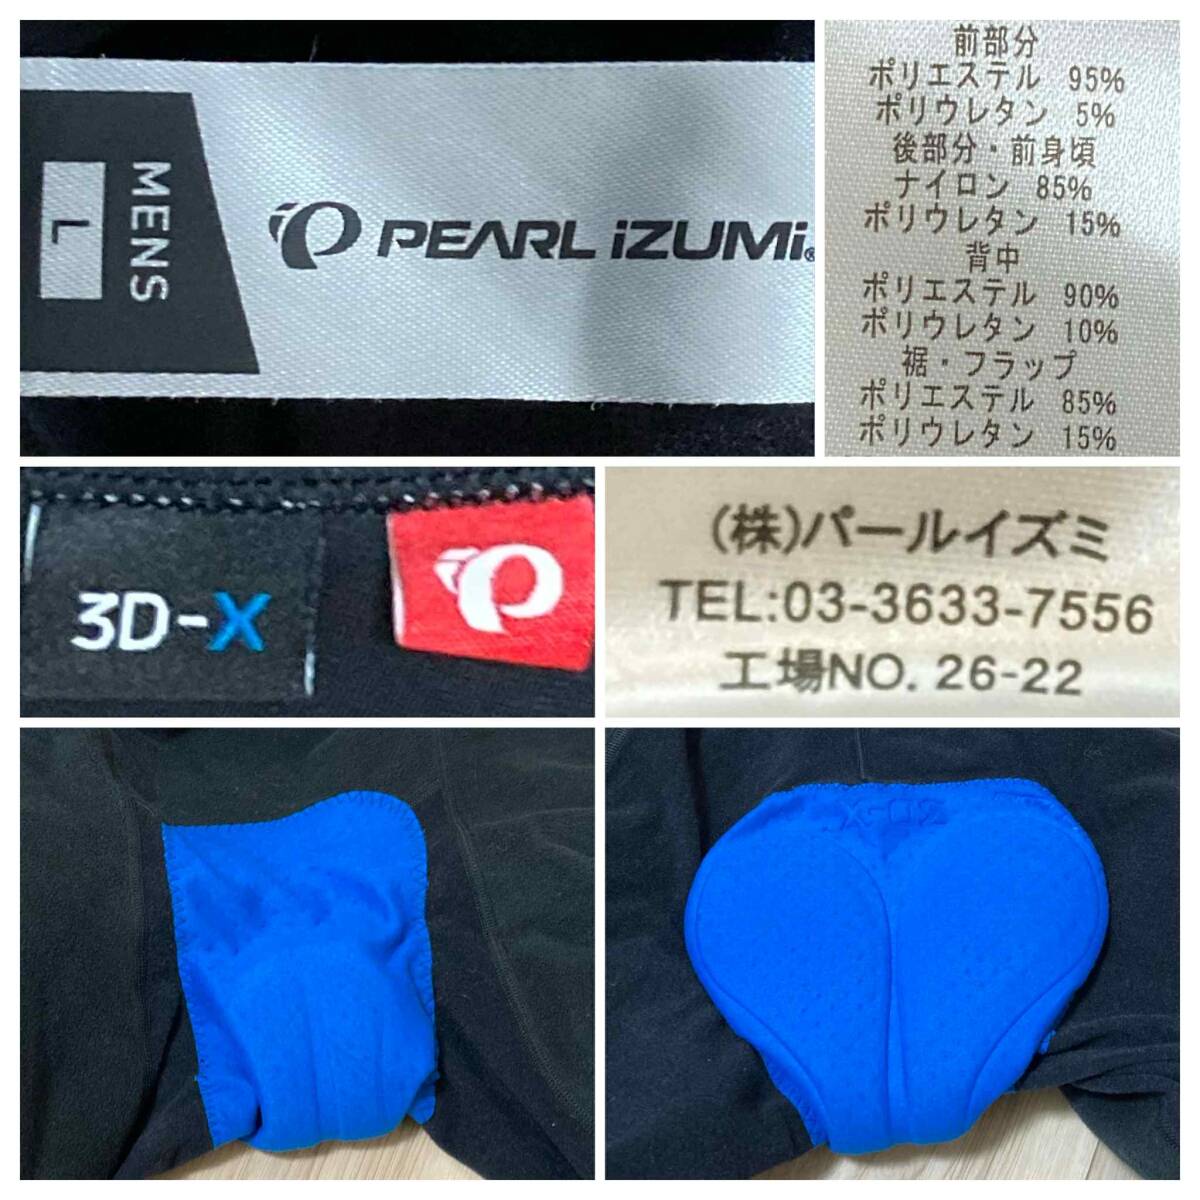 MENS
L
PEARL iZUMi®
前部分
ポリエステル 95%
ポリウレタン 5%
後部分・前身頃
ナイロン 85%
ポリウレタン 15%
背中
ポリエステル 90%
ポリウレタン 10%
裾・フラップ
ポリエステル 85%
ポリウレタン 15%
3D-X
(株)パールイズミ
TEL:03-3633-7556
工場NO. 26-22